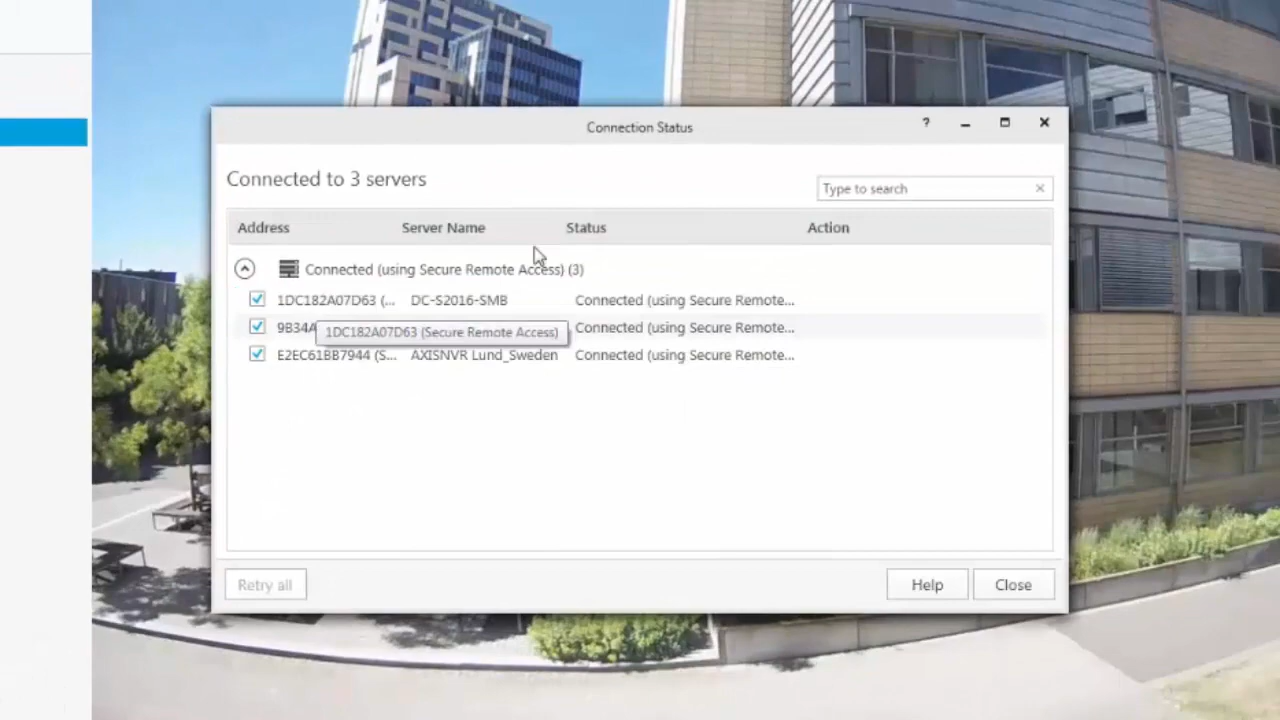 Connection Status
?
Connected to 3 servers
Type to search
Address Server Name Status Action
Connected (using Secure Remote Access) (3)
1DC182A07D63 (... DC-S2016-SMB Connected (using Secure Remote...
9B34A Connected (using Secure Remote...
1DC182A07D63 (Secure Remote Access)
E2EC61BB7944 (S... AXISNVR Lund_Sweden Connected (using Secure Remote...
Retry all Help Close